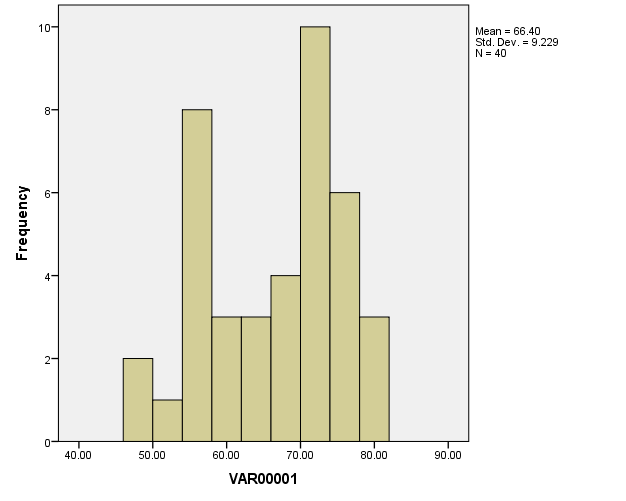 Mean = 66.40
Std. Dev. = 9.229
N = 40
10
8
6
4
2
0
Frequency
40.00 50.00 60.00 70.00 80.00 90.00
VAR00001